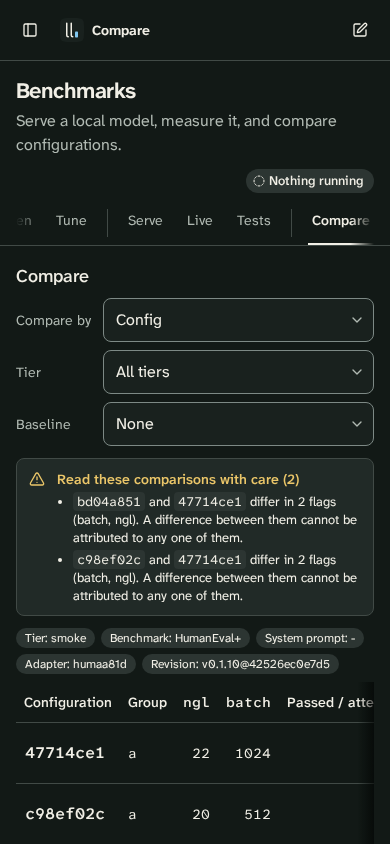 Compare
Benchmarks
Serve a local model, measure it, and compare
configurations.
Nothing running
en Tune Serve Live Tests Compare
Compare
Compare by Config
Tier All tiers
Baseline None
Read these comparisons with care (2)
• bd04a851 and 47714ce1 differ in 2 flags
(batch, ngl). A difference between them cannot be
attributed to any one of them.
• c98ef02c and 47714ce1 differ in 2 flags
(batch, ngl). A difference between them cannot be
attributed to any one of them.
Tier: smoke Benchmark: HumanEval+ System prompt: -
Adapter: humaa81d Revision: v0.1.10@42526ec0e7d5
Configuration Group ngl batch Passed / atte
47714ce1 a 22 1024
c98ef02c a 20 512